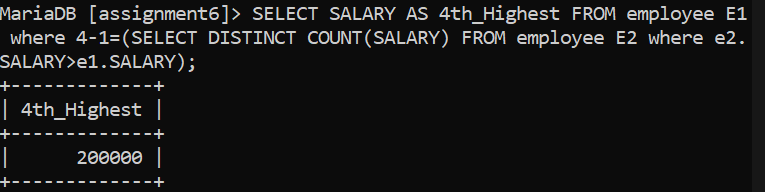 MariaDB [assignment6]> SELECT SALARY AS 4th_Highest FROM employee E1
 where 4-1=(SELECT DISTINCT COUNT(SALARY) FROM employee E2 where e2.
SALARY>e1.SALARY);
+-------------+
| 4th_Highest |
+-------------+
|      200000 |
+-------------+